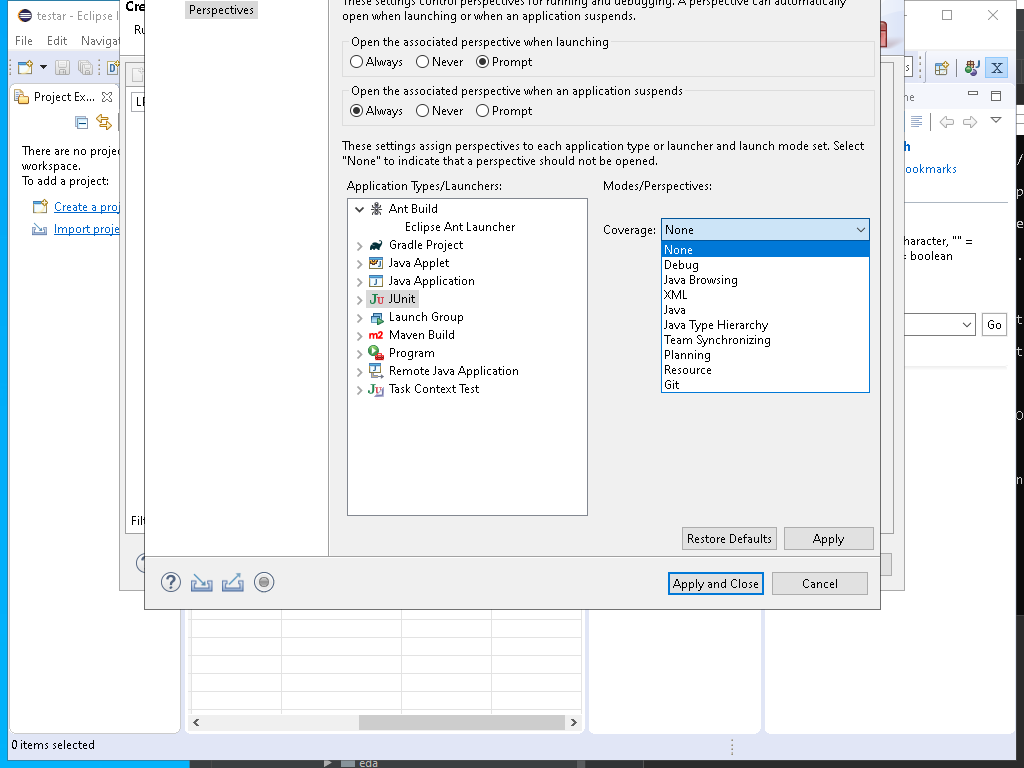 testar - Eclipse I
Cre
Perspectives
These settings control perspectives for running and debugging. A perspective can automatically
open when launching or when an application suspends.
Ru
File Edit Naviga
Open the associated perspective when launching
Always Never Prompt
Open the associated perspective when an application suspends
Always Never Prompt
Project Ex...
These settings assign perspectives to each application type or launcher and launch mode set. Select
"None" to indicate that a perspective should not be opened.
There are no proje
workspace.
To add a project:
Create a proj
Import proje
Application Types/Launchers:
Modes/Perspectives:
Ant Build
Eclipse Ant Launcher
Gradle Project
Java Applet
Java Application
JUnit
Launch Group
Maven Build
Program
Remote Java Application
Task Context Test
Coverage: None
None
Debug
Java Browsing
XML
Java
Java Type Hierarchy
Team Synchronizing
Planning
Resource
Git
ookmarks
haracter, "" =
= boolean
Go
Filt
Restore Defaults Apply
Apply and Close Cancel
0 items selected
eda